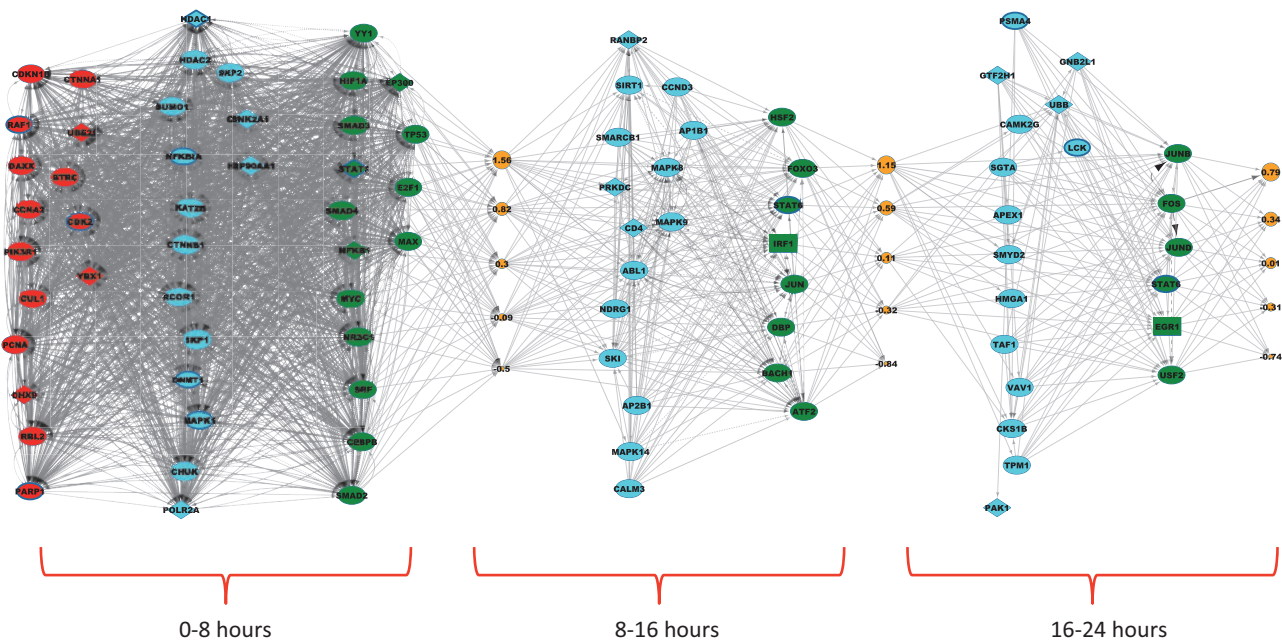 HDAC1
YY1
HDAC2
SKP2
CDKN1B
CTNNA1
HIF1A
EP300
SUMO1
CSNK2A1
RAF1
UBE2I
SMAD3
TP53
NFKBIA
HSP90AA1
DAXX
BTRC
STAT1
E2F1
CCNA2
CDK2
KAT2B
SMAD4
CTNNB1
PIK3R1
NFKB1
MAX
YBX1
CUL1
RCOR1
MYC
PCNA
SKP1
NR3C1
DHX9
DNMT1
SRF
RBL2
MAPK1
CEBPB
PARP1
CHUK
SMAD2
POLR2A
1.56
0.82
0.3
-0.09
-0.5
RANBP2
SIRT1
CCND3
SMARCB1
AP1B1
MAPK8
PRKDC
CD4
MAPK9
ABL1
NDRG1
SKI
AP2B1
MAPK14
CALM3
HSF2
FOXO3
STAT6
IRF1
JUN
DBP
BACH1
ATF2
1.15
0.59
0.11
-0.32
-0.84
PSMA4
GTF2H1
GNB2L1
UBB
CAMK2G
LCK
SGTA
APEX1
SMYD2
HMGA1
TAF1
VAV1
CKS1B
TPM1
PAK1
JUNB
FOS
JUND
STAT6
EGR1
USF2
0.79
0.34
0.01
-0.31
-0.74
0-8 hours
8-16 hours
16-24 hours